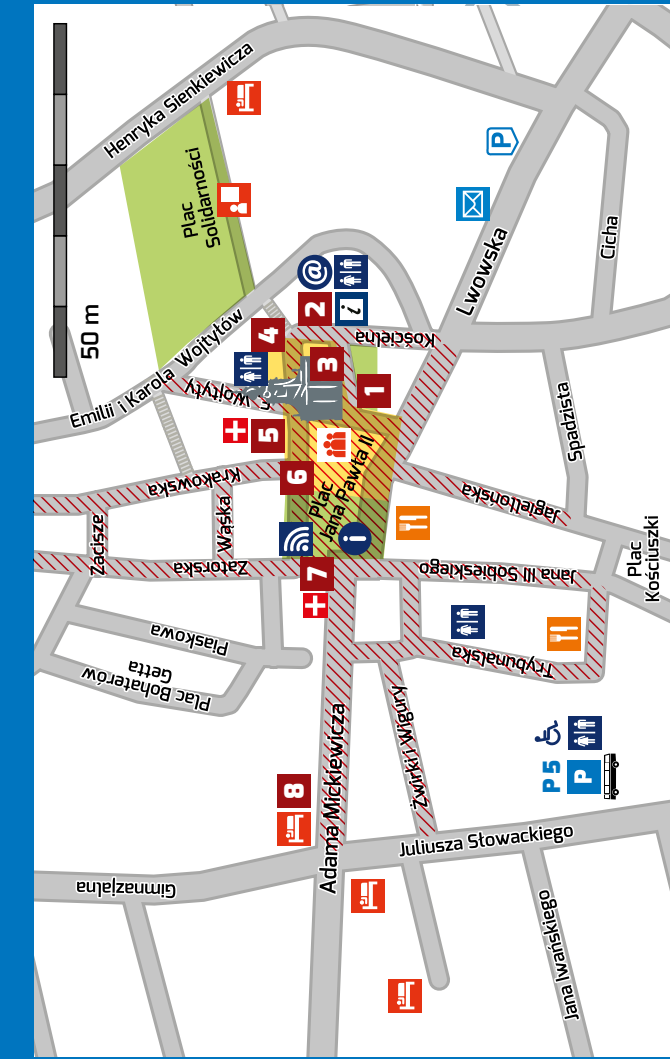 Henryka Sienkiewicza
50 m
Plac
Solidarności
P
Cicha
Lwowska
Emilii i Karola Wojtyłów
@
2
i
4
3
Kościelna
1
5
6
Plac
Jana Pawła II
i
7
Krakowska
Wąska
Zacisze
Zatorska
Jagiellońska
Spadzista
Plac
Kościuszki
Jana III Sobieskiego
Trybunalska
Piaskowa
Plac Bohaterów
Getta
8
Adama Mickiewicza
Żwirki i Wigury
P 5
P
Juliusza Słowackiego
Gimnazjalna
Jana Iwańskiego